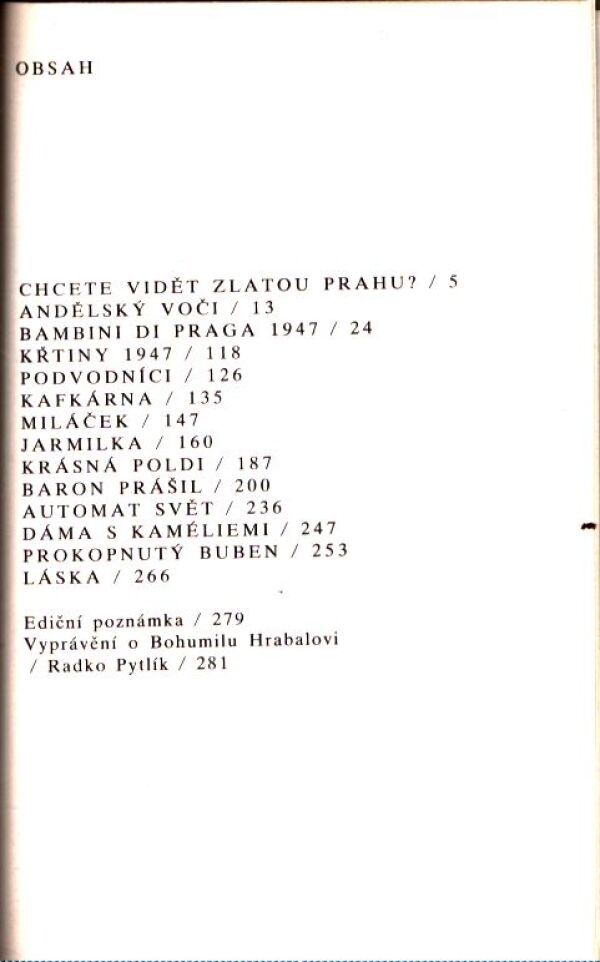 OBSAH
CHCETE VIDĚT ZLATOU PRAHU? / 5
ANDĚLSKÝ VOČI / 13
BAMBINI DI PRAGA 1947 / 24
KŘTINY 1947 / 118
PODVODNÍCI / 126
KAFKÁRNA / 135
MILÁČEK / 147
JARMILKA / 160
KRÁSNÁ POLDI / 187
BARON PRÁŠIL / 200
AUTOMAT SVĚT / 236
DÁMA S KAMÉLIEMI / 247
PROKOPNUTÝ BUBEN / 253
LÁSKA / 266
Ediční poznámka / 279
Vyprávění o Bohumilu Hrabalovi
/ Radko Pytlík / 281